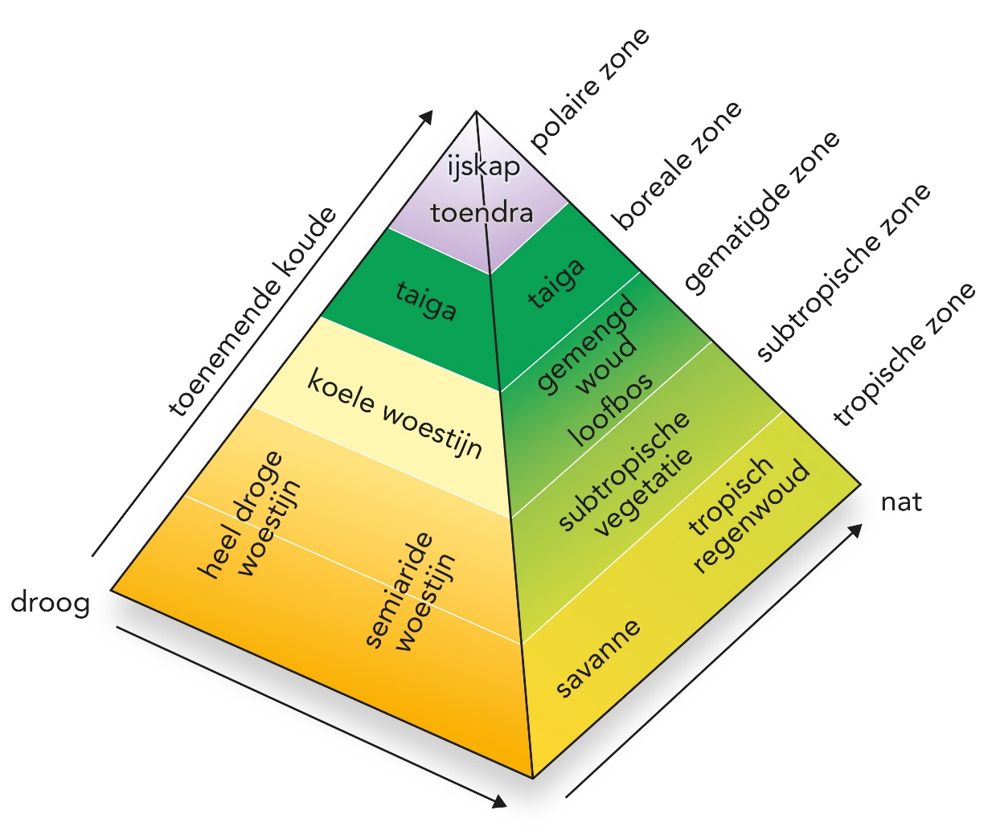 polaire zone
boreale zone
gematigde zone
subtropische zone
tropische zone
toenemende koude
ijskap
toendra
taiga
taiga
koele woestijn
gemengd
woud
loofbos
heel droge
woestijn
semiaride
woestijn
subtropische
vegetatie
tropisch
regenwoud
savanne
droog
nat